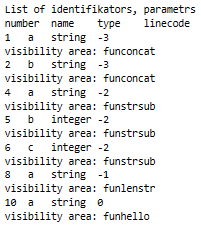 List of identifikators, parametrs
number name type linecode
1 a string -3
visibility area: funconcat
2 b string -3
visibility area: funconcat
4 a string -2
visibility area: funstrsub
5 b integer -2
visibility area: funstrsub
6 c integer -2
visibility area: funstrsub
8 a string -1
visibility area: funlenstr
10 a string 0
visibility area: funhello